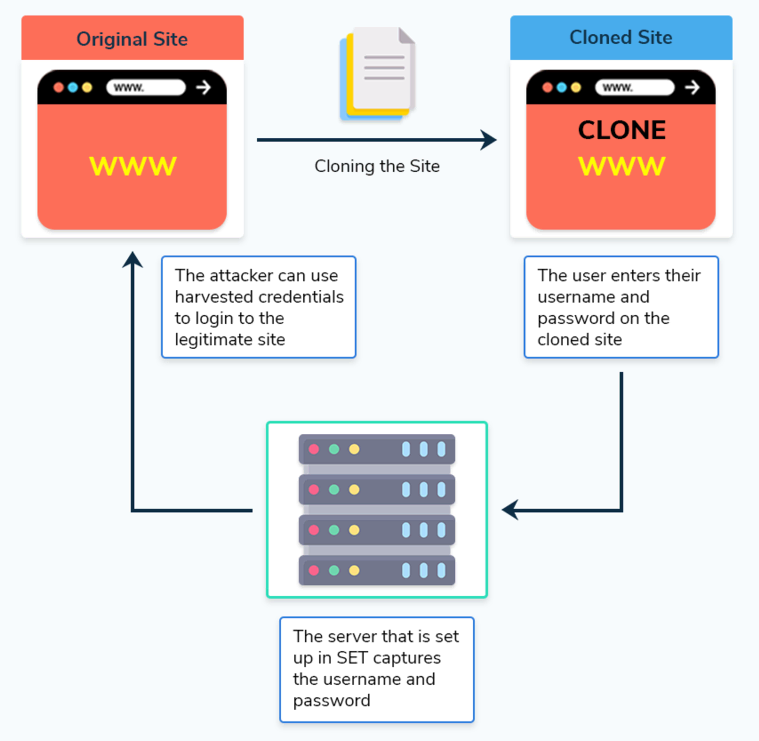 Original Site
Cloned Site
www.
www.
WWW
CLONE
WWW
Cloning the Site
The attacker can use
harvested credentials
to login to the
legitimate site
The user enters their
username and
password on the
cloned site
The server that is set
up in SET captures
the username and
password